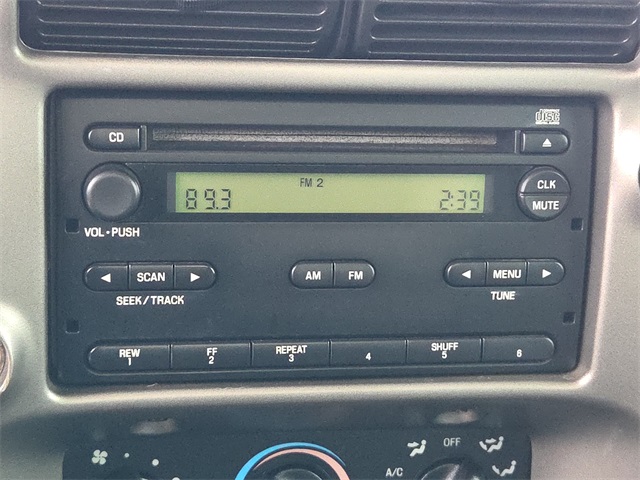 disc
CD
FM 2
89.3 2:39
CLK
MUTE
VOL•PUSH
SCAN
SEEK/TRACK
AM FM
MENU
TUNE
REW
1
FF
2
REPEAT
3
4
SHUFF
5
6
OFF
A/C